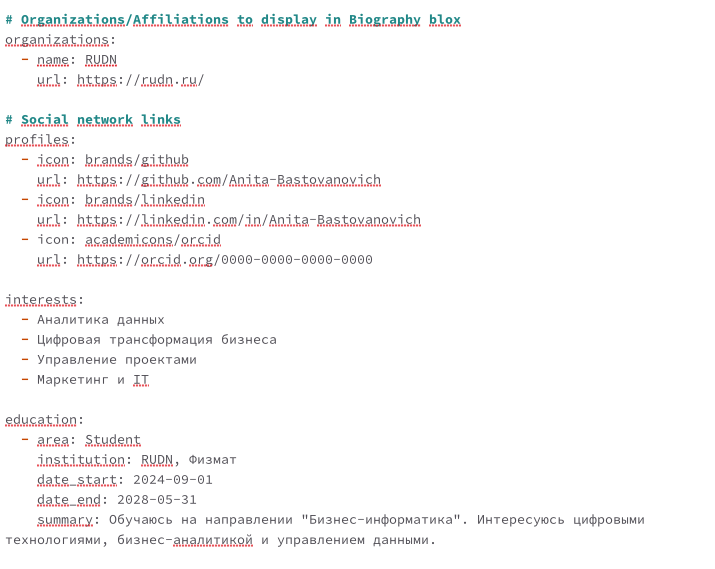 # Organizations/Affiliations to display in Biography blox
organizations:
  - name: RUDN
    url: https://rudn.ru/

# Social network links
profiles:
  - icon: brands/github
    url: https://github.com/Anita-Bastovanovich
  - icon: brands/linkedin
    url: https://linkedin.com/in/Anita-Bastovanovich
  - icon: academicons/orcid
    url: https://orcid.org/0000-0000-0000-0000

interests:
  - Аналитика данных
  - Цифровая трансформация бизнеса
  - Управление проектами
  - Маркетинг и IT

education:
  - area: Student
    institution: RUDN, Физмат
    date_start: 2024-09-01
    date_end: 2028-05-31
    summary: Обучаюсь на направлении "Бизнес-информатика". Интересуюсь цифровыми
технологиями, бизнес-аналитикой и управлением данными.